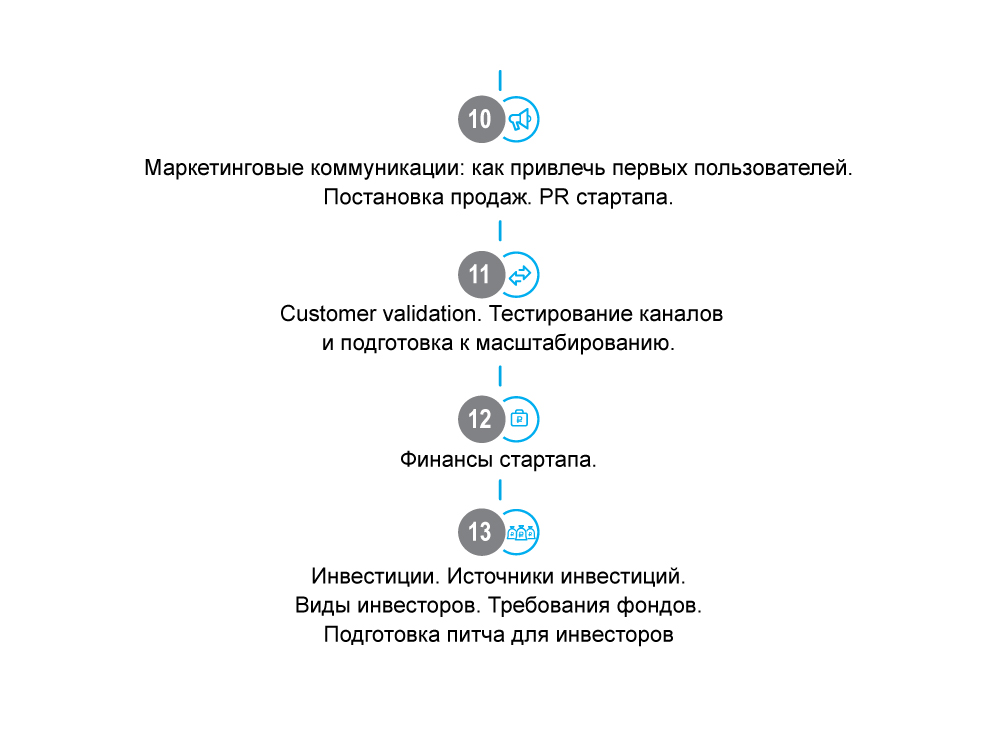 10
Маркетинговые коммуникации: как привлечь первых пользователей.
Постановка продаж. PR стартапа.
11
Customer validation. Тестирование каналов
и подготовка к масштабированию.
12
Финансы стартапа.
13
Инвестиции. Источники инвестиций.
Виды инвесторов. Требования фондов.
Подготовка питча для инвесторов